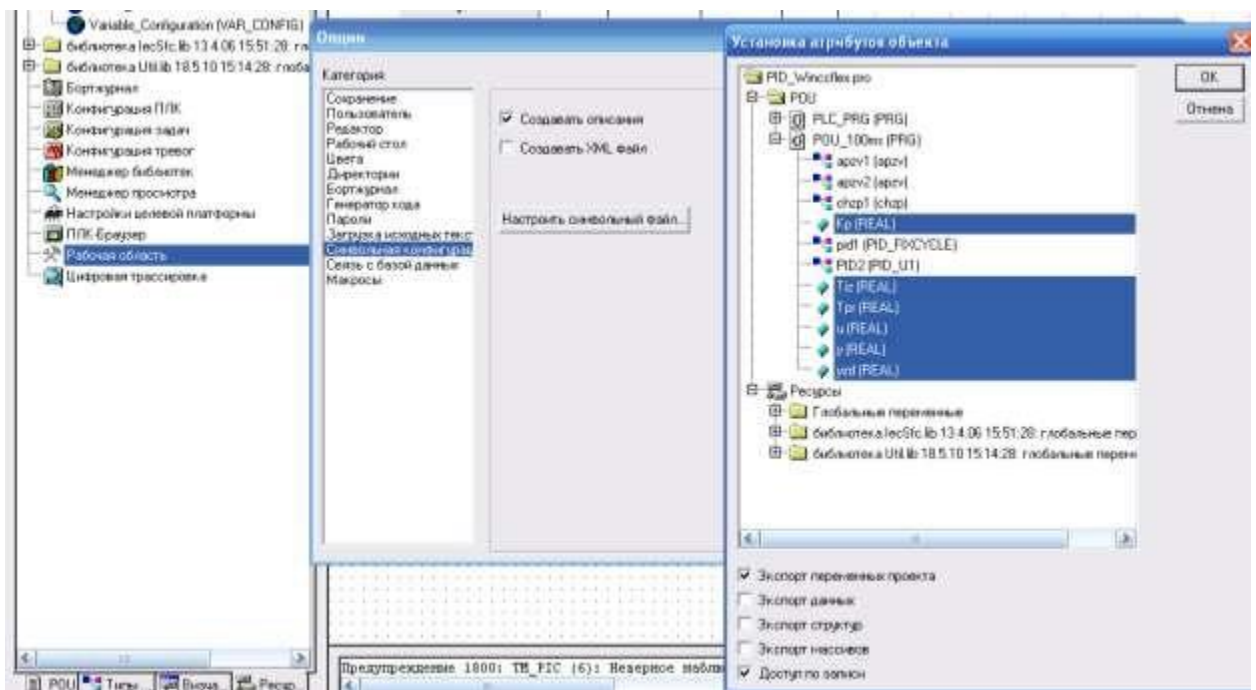 Variable_Configuration (VAR_CONFIG)
библиотека IecSfc.lib 13.4.06 15:51:28: гл
библиотека Util.lib 18.5.10 15:14:28: глоба
Бортжурнал
Конфигурация ПЛК
Конфигурация задач
Конфигурация тревог
Менеджер библиотек
Менеджер просмотра
Настройки целевой платформы
ПЛК-Браузер
Рабочая область
Цифровая трассировка
POU
Типы
Визуа
Ресур
Опции
Категория:
Сохранение
Пользователь
Редактор
Рабочий стол
Цвета
Директории
Бортжурнал
Генератор кода
Пароли
Загрузка исходных текс
Символьная конфигурац
Связь с базой данных
Макросы
Создавать описания
Создавать XML файл
Настроить символьный файл...
Предупреждение 1800: TM_PIC (6): Неверное
Установка атрибутов объекта
PID_Winccflex.pro
POU
PLC_PRG (PRG)
POU_100ms (PRG)
apzv1 (apzv)
apzv2 (apzv)
chzp1 (chzp)
Kp (REAL)
pid1 (PID_FIXCYCLE)
PID2 (PID_U1)
Tiz (REAL)
Tpr (REAL)
u (REAL)
(REAL)
(REAL)
Ресурсы
Глобальные переменные
библиотека IecSfc.lib 13.4.06 15:51:28: глобальные пер
библиотека Util.lib 18.5.10 15:14:28: глобальные перем
Экспорт переменных проекта
Экспорт данных
Экспорт структур
Экспорт массивов
Доступ по записи
OK
Отмена